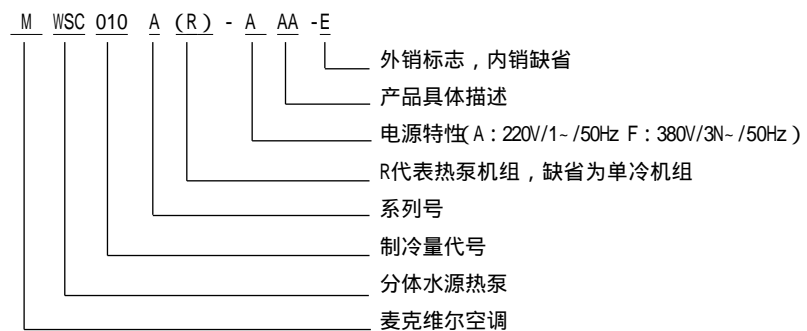 M WSC 010 A (R) - A AA -E
外销标志，内销缺省
产品具体描述
电源特性(A：220V/1~/50Hz F：380V/3N~/50Hz)
R代表热泵机组，缺省为单冷机组
系列号
制冷量代号
分体水源热泵
麦克维尔空调